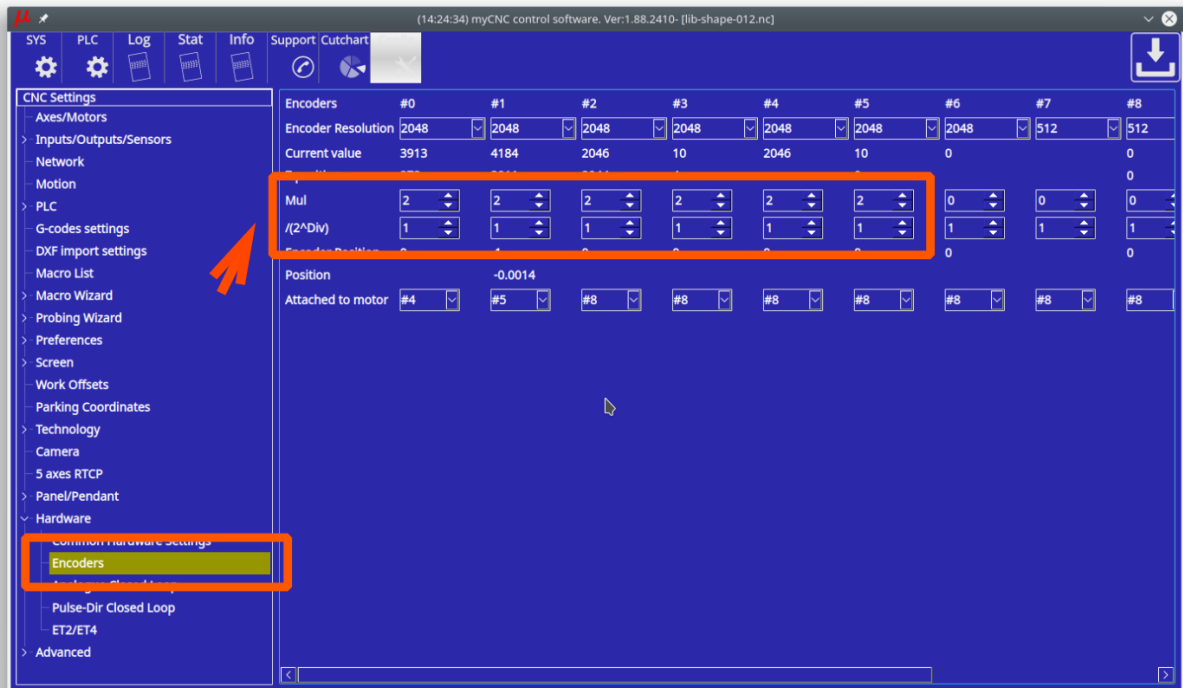 (14:24:34) myCNC control software. Ver:1.88.2410- [lib-shape-012.nc]
SYS PLC Log Stat Info Support Cutchart
CNC Settings
Axes/Motors
Inputs/Outputs/Sensors
Network
Motion
PLC
G-codes settings
DXF import settings
Macro List
Macro Wizard
Probing Wizard
Preferences
Screen
Work Offsets
Parking Coordinates
Technology
Camera
5 axes RTCP
Panel/Pendant
Hardware
Common Hardware Settings
Encoders
Pulse-Dir Closed Loop
ET2/ET4
Advanced
Encoders #0 #1 #2 #3 #4 #5 #6 #7 #8
Encoder Resolution 2048 2048 2048 2048 2048 2048 2048 512 512
Current value 3913 4184 2046 10 2046 10 0 0
0
Mul 2 2 2 2 2 2 0 0 0
/(2^Div) 1 1 1 1 1 1 1 1 1
Encoder Position 0 0
Position -0.0014
Attached to motor #4 #5 #8 #8 #8 #8 #8 #8 #8